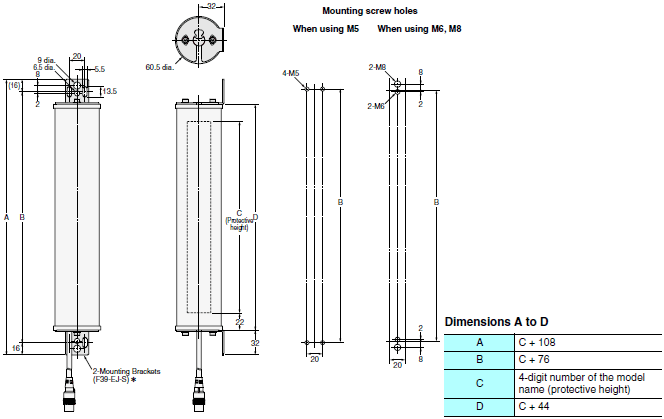 32
60.5 dia.
Mounting screw holes
When using M5 When using M6, M8
9 dia.
6.5 dia.
20
8
5.5
(16)
13.5
2
A
B
16
2-Mounting Brackets
(F39-EJ-S) *
C
(Protective
height)
D
22
32
4-M5
B
20
2-M8
8
2-M6
2
B
2
20
8
Dimensions A to D
A C + 108
B C + 76
C 4-digit number of the model
name (protective height)
D C + 44